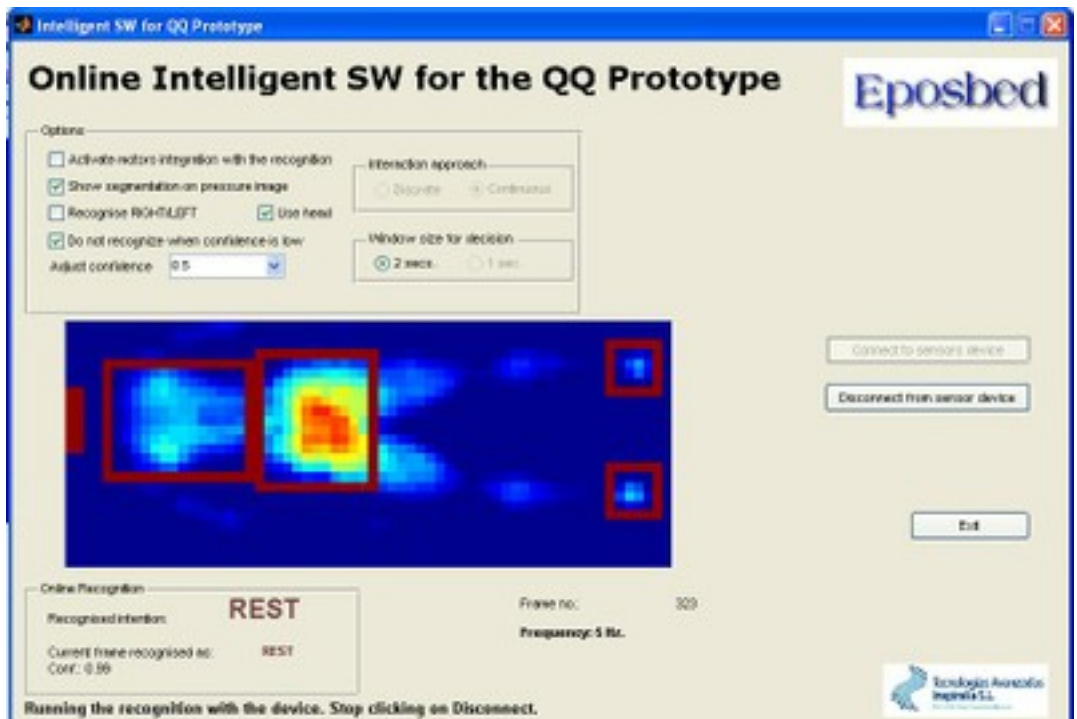 Intelligent SW for QQ Prototype
Online Intelligent SW for the QQ Prototype
Eposbed
Options
Activate motors integration with the recognition
Show segmentation on pressure image
Recognise RIGHT/LEFT
Use head
Do not recognize when confidence is low
Adjust confidence
0.5
Interaction approach
Discrete
Continuous
Window size for decision
2 secs.
1 sec.
Connect to sensors device
Disconnect from sensor device
Exit
Online Recognition
Recognised intention:
REST
Current frame recognised as:
REST
Conf.: 0.99
Frame no.:
323
Frequency: 5 Hz.
Tecnologías Avanzadas
Inspiralia S.L.
Running the recognition with the device. Stop clicking on Disconnect.